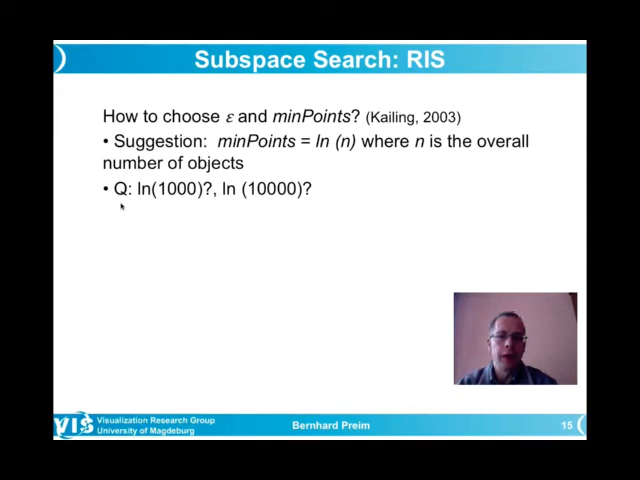 Subspace Search: RIS
How to choose ε and minPoints? (Kailing, 2003)
• Suggestion: minPoints = ln (n) where n is the overall
number of objects
• Q: ln(1000)?, ln (10000)?
VIS
Visualization Research Group
University of Magdeburg
Bernhard Preim
15